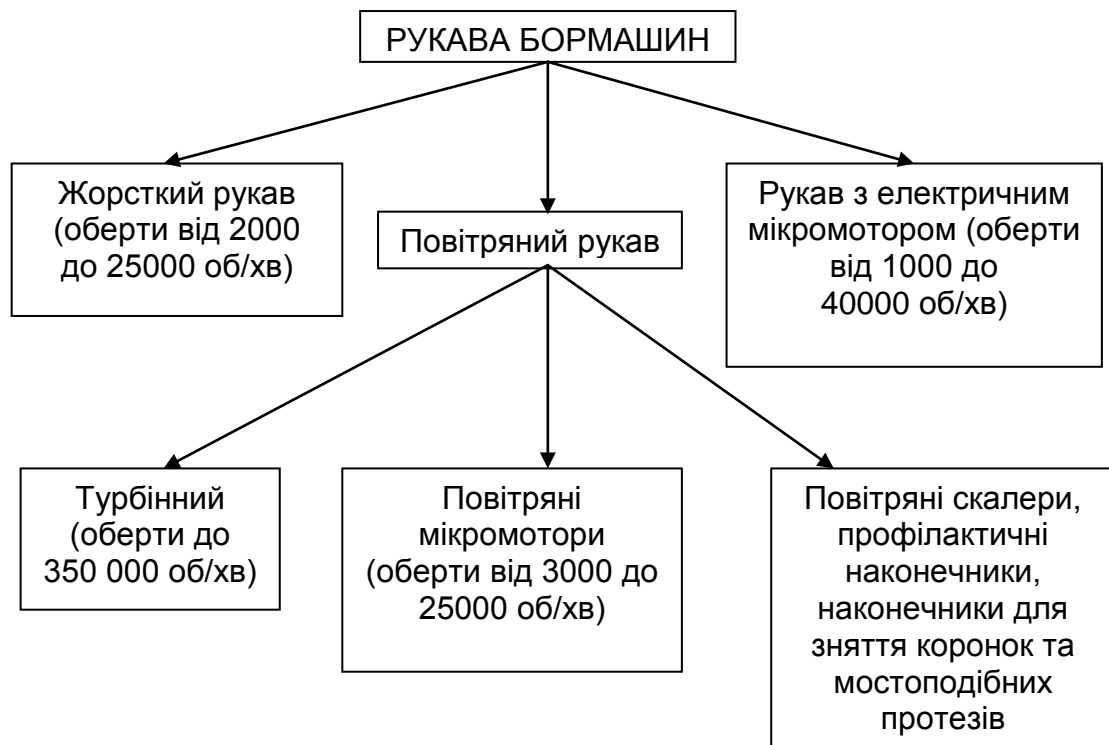 РУКАВА БОРМАШИН
Жорсткий рукав
(оберти від 2000
до 25000 об/хв)
Повітряний рукав
Рукав з електричним
мікромотором (оберти
від 1000 до
40000 об/хв)
Турбінний
(оберти до
350 000 об/хв)
Повітряні
мікромотори
(оберти від 3000 до
25000 об/хв)
Повітряні скалери,
профілактичні
наконечники,
наконечники для
зняття коронок та
мостоподібних
протезів